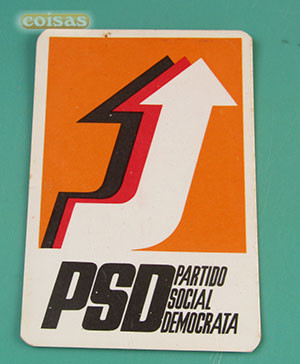 coisas
PSD PARTIDO
SOCIAL
DEMOCRATA